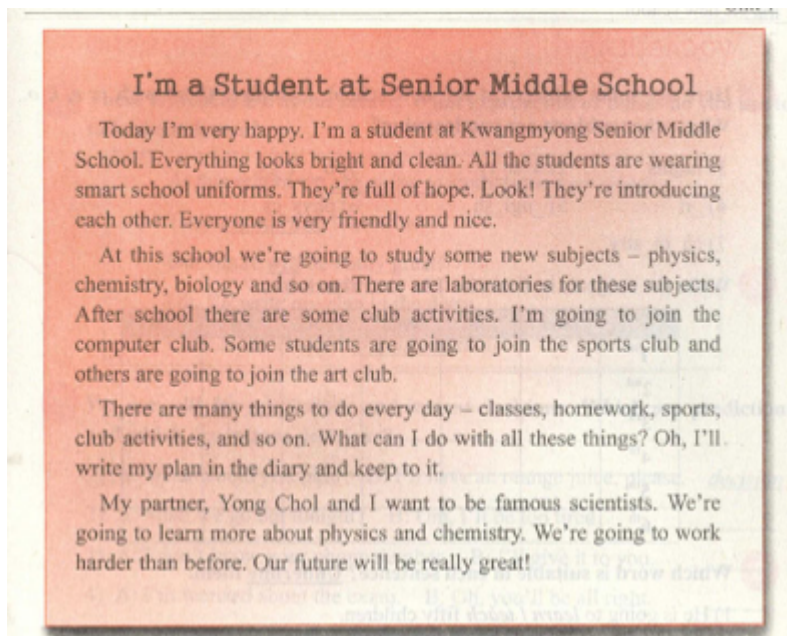 I'm a Student at Senior Middle School
Today I'm very happy. I'm a student at Kwangmyong Senior Middle
School. Everything looks bright and clean. All the students are wearing
smart school uniforms. They're full of hope. Look! They're introducing
each other. Everyone is very friendly and nice.
At this school we're going to study some new subjects – physics,
chemistry, biology and so on. There are laboratories for these subjects.
After school there are some club activities. I'm going to join the
computer club. Some students are going to join the sports club and
others are going to join the art club.
There are many things to do every day – classes, homework, sports,
club activities, and so on. What can I do with all these things? Oh, I'll
write my plan in the diary and keep to it.
My partner, Yong Chol and I want to be famous scientists. We're
going to learn more about physics and chemistry. We're going to work
harder than before. Our future will be really great!